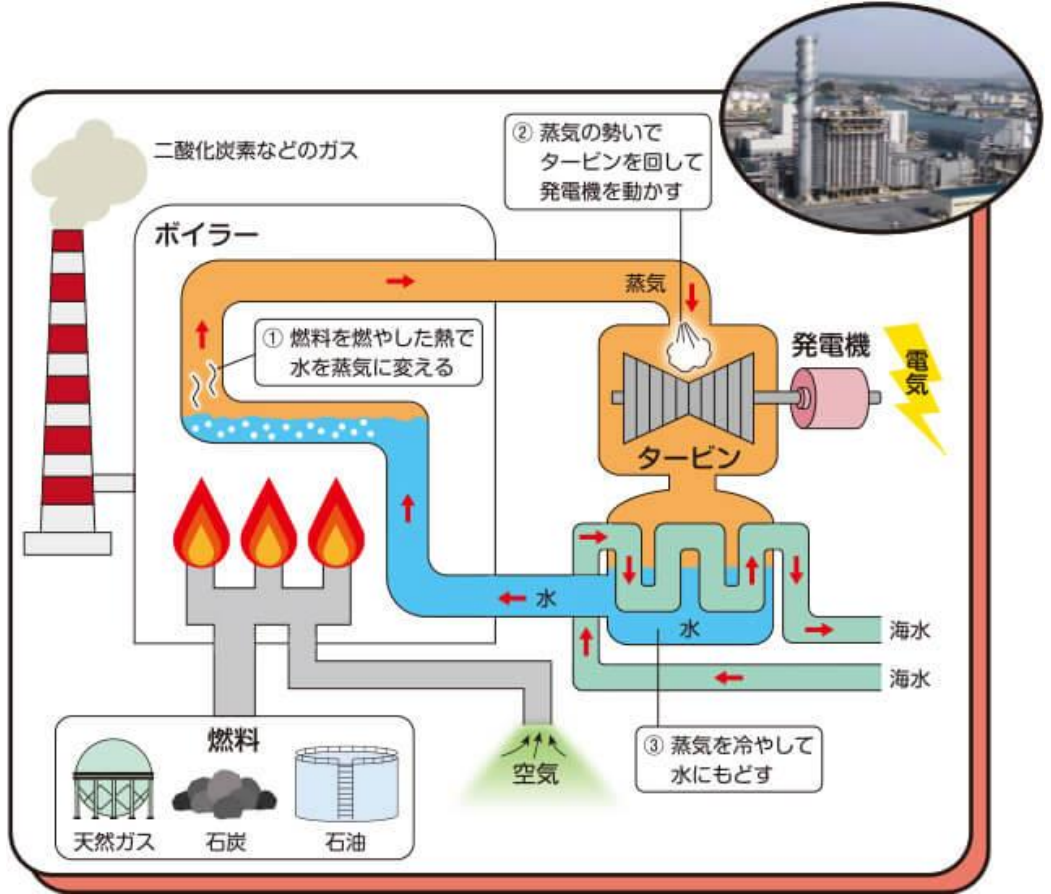 二酸化炭素などのガス
② 蒸気の勢いで
タービンを回して
発電機を動かす
ボイラー
蒸気
① 燃料を燃やした熱で
水を蒸気に変える
発電機
電気
タービン
水
水
海水
海水
燃料
③ 蒸気を冷やして
水にもどす
空気
天然ガス
石炭
石油